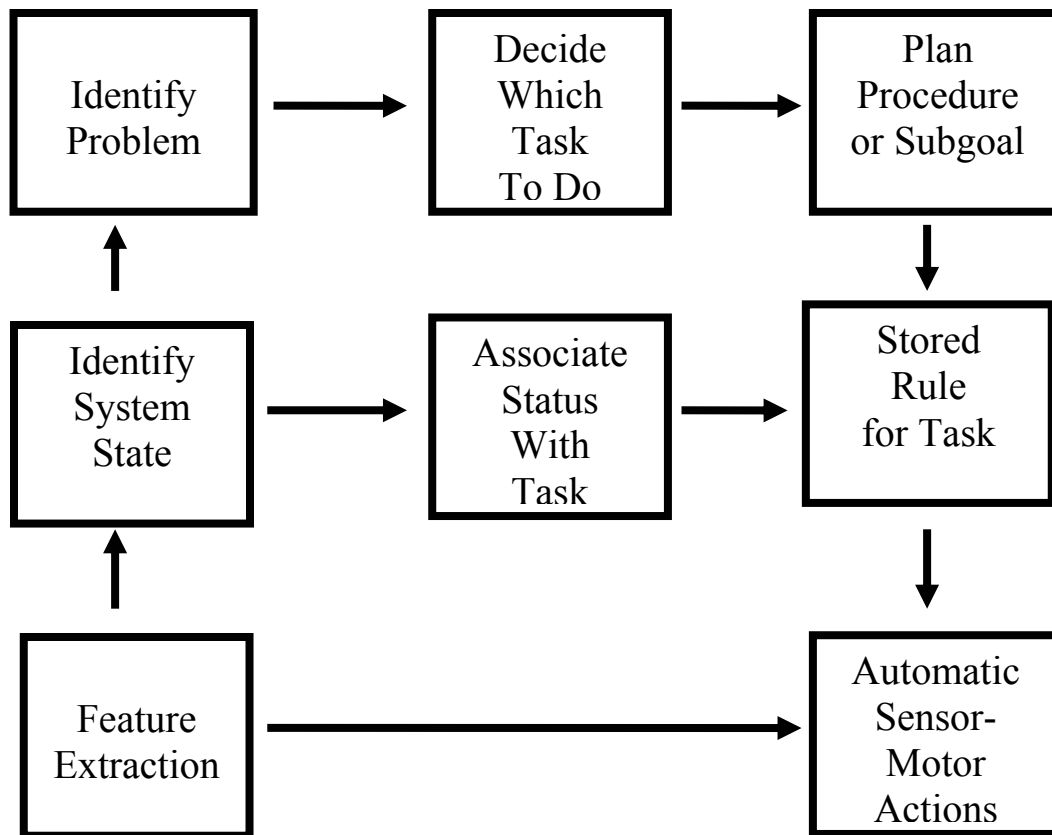 Identify
Problem
Decide
Which
Task
To Do
Plan
Procedure
or Subgoal
Identify
System
State
Associate
Status
With
Task
Stored
Rule
for Task
Feature
Extraction
Automatic
Sensor-
Motor
Actions